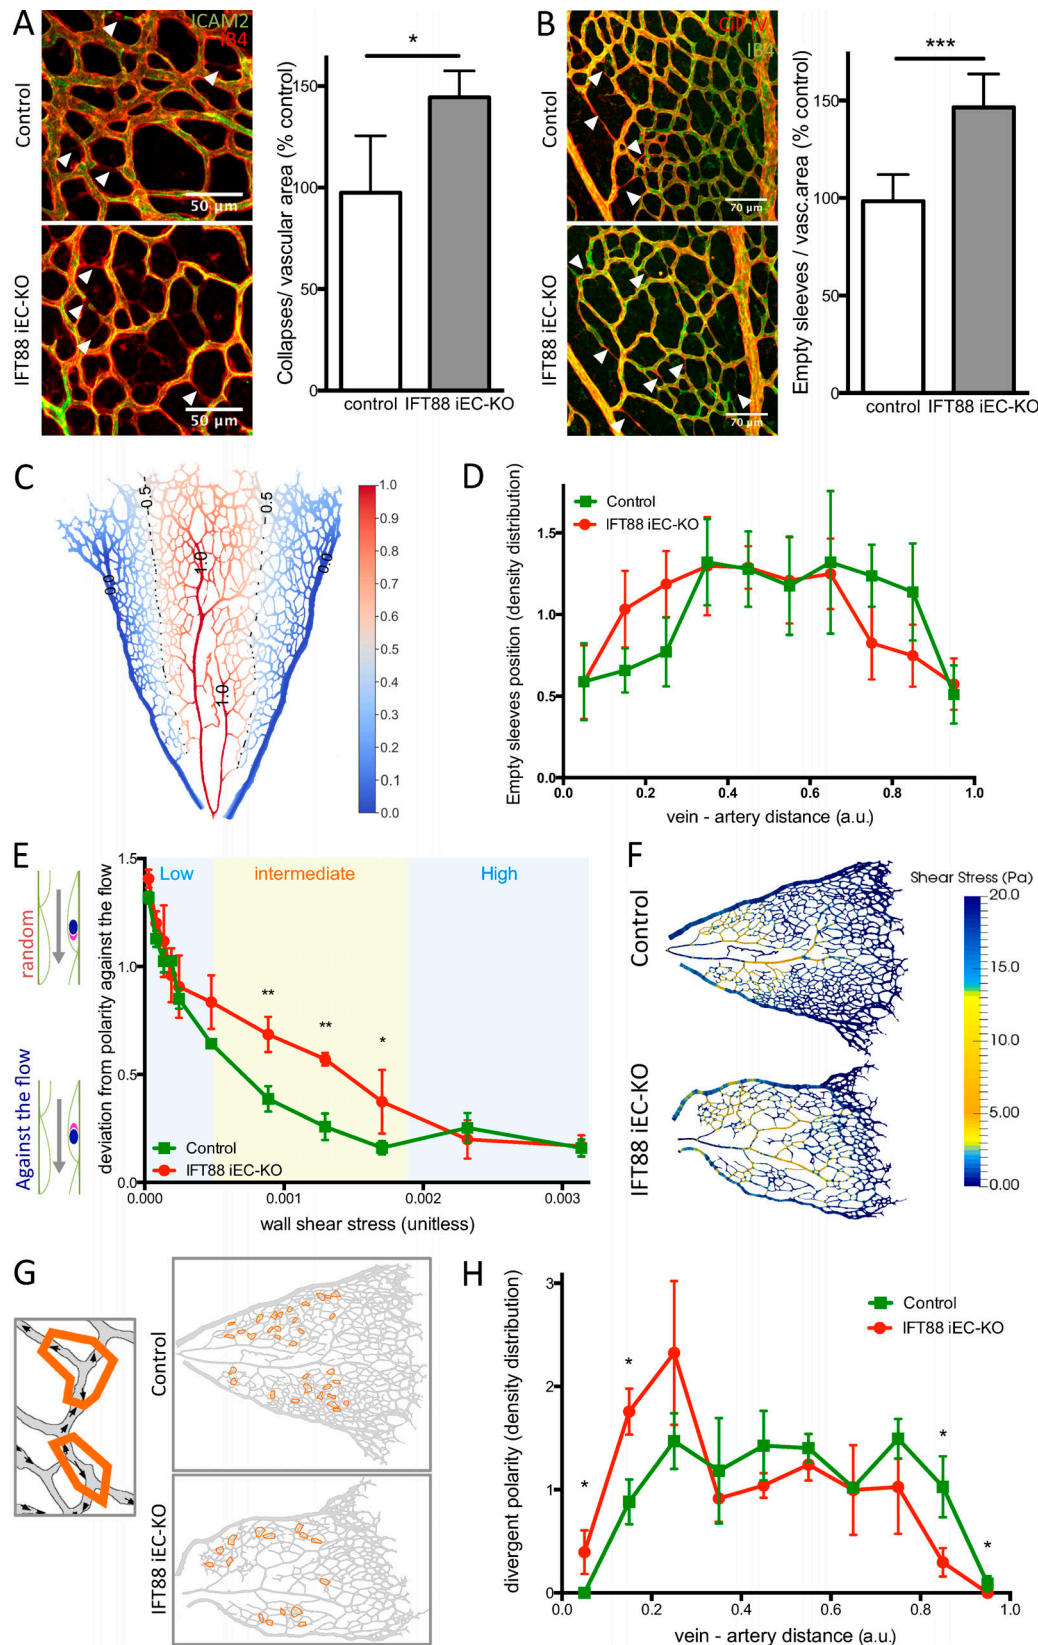 A
ICAM2
IB4
Control
50 µm
IFT88 iEC-KO
50 µm
Collapses/ vascular area (% control)
150
100
50
0
*
control IFT88 iEC-KO
B
Coll IV
IB4
Control
70 µm
IFT88 iEC-KO
70 µm
Empty sleeves / vasc.area (% control)
150
100
50
0
***
control IFT88 iEC-KO
C
0.5
0.5
1.0
1.0
0.0
0.0
1.0
0.9
0.8
0.7
0.6
0.5
0.4
0.3
0.2
0.1
0.0
D
Empty sleeves position (density distribution)
1.5
1.0
0.5
0.0
Control
IFT88 iEC-KO
0.0 0.2 0.4 0.6 0.8 1.0
vein - artery distance (a.u.)
E
random
Against the flow
deviation from polarity against the flow
1.5
1.0
0.5
0.0
Low intermediate High
**
**
*
Control
IFT88 iEC-KO
0.000 0.001 0.002 0.003
wall shear stress (unitless)
F
Control
IFT88 iEC-KO
Shear Stress (Pa)
20.0
15.0
10.0
5.00
0.00
G
Control
IFT88 iEC-KO
H
divergent polarity (density distribution)
3
2
1
0
Control
IFT88 iEC-KO
*
*
*
*
0.0 0.2 0.4 0.6 0.8 1.0
vein - artery distance (a.u.)